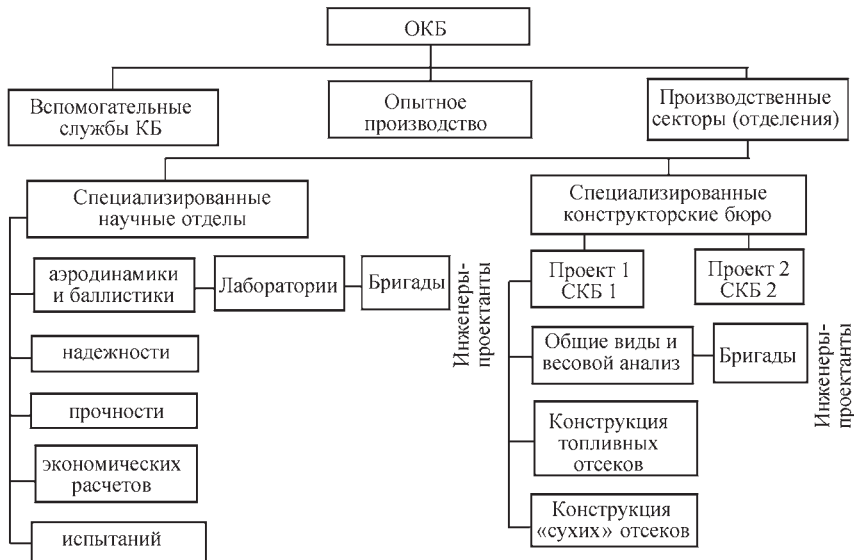 ОКБ
Вспомогательные
службы КБ
Опытное
производство
Производственные
секторы (отделения)
Специализированные
научные отделы
Специализированные
конструкторские бюро
аэродинамики
и баллистики
Лаборатории
Бригады
Инженеры-
проектанты
надежности
прочности
экономических
расчетов
испытаний
Проект 1
СКБ 1
Проект 2
СКБ 2
Общие виды и
весовой анализ
Бригады
Инженеры-
проектанты
Конструкция
топливных
отсеков
Конструкция
«сухих» отсеков